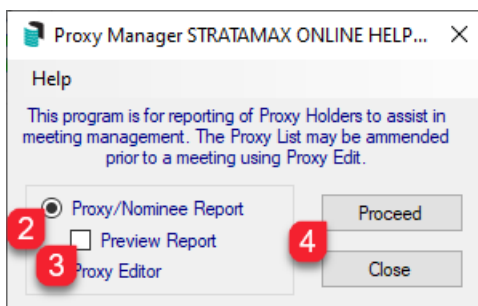 Proxy Manager STRATAMAX ONLINE HELP...
Help
This program is for reporting of Proxy Holders to assist in
meeting management. The Proxy List may be ammended
prior to a meeting using Proxy Edit.
2
Proxy/Nominee Report
Proceed
Preview Report
4
3
Proxy Editor
Close